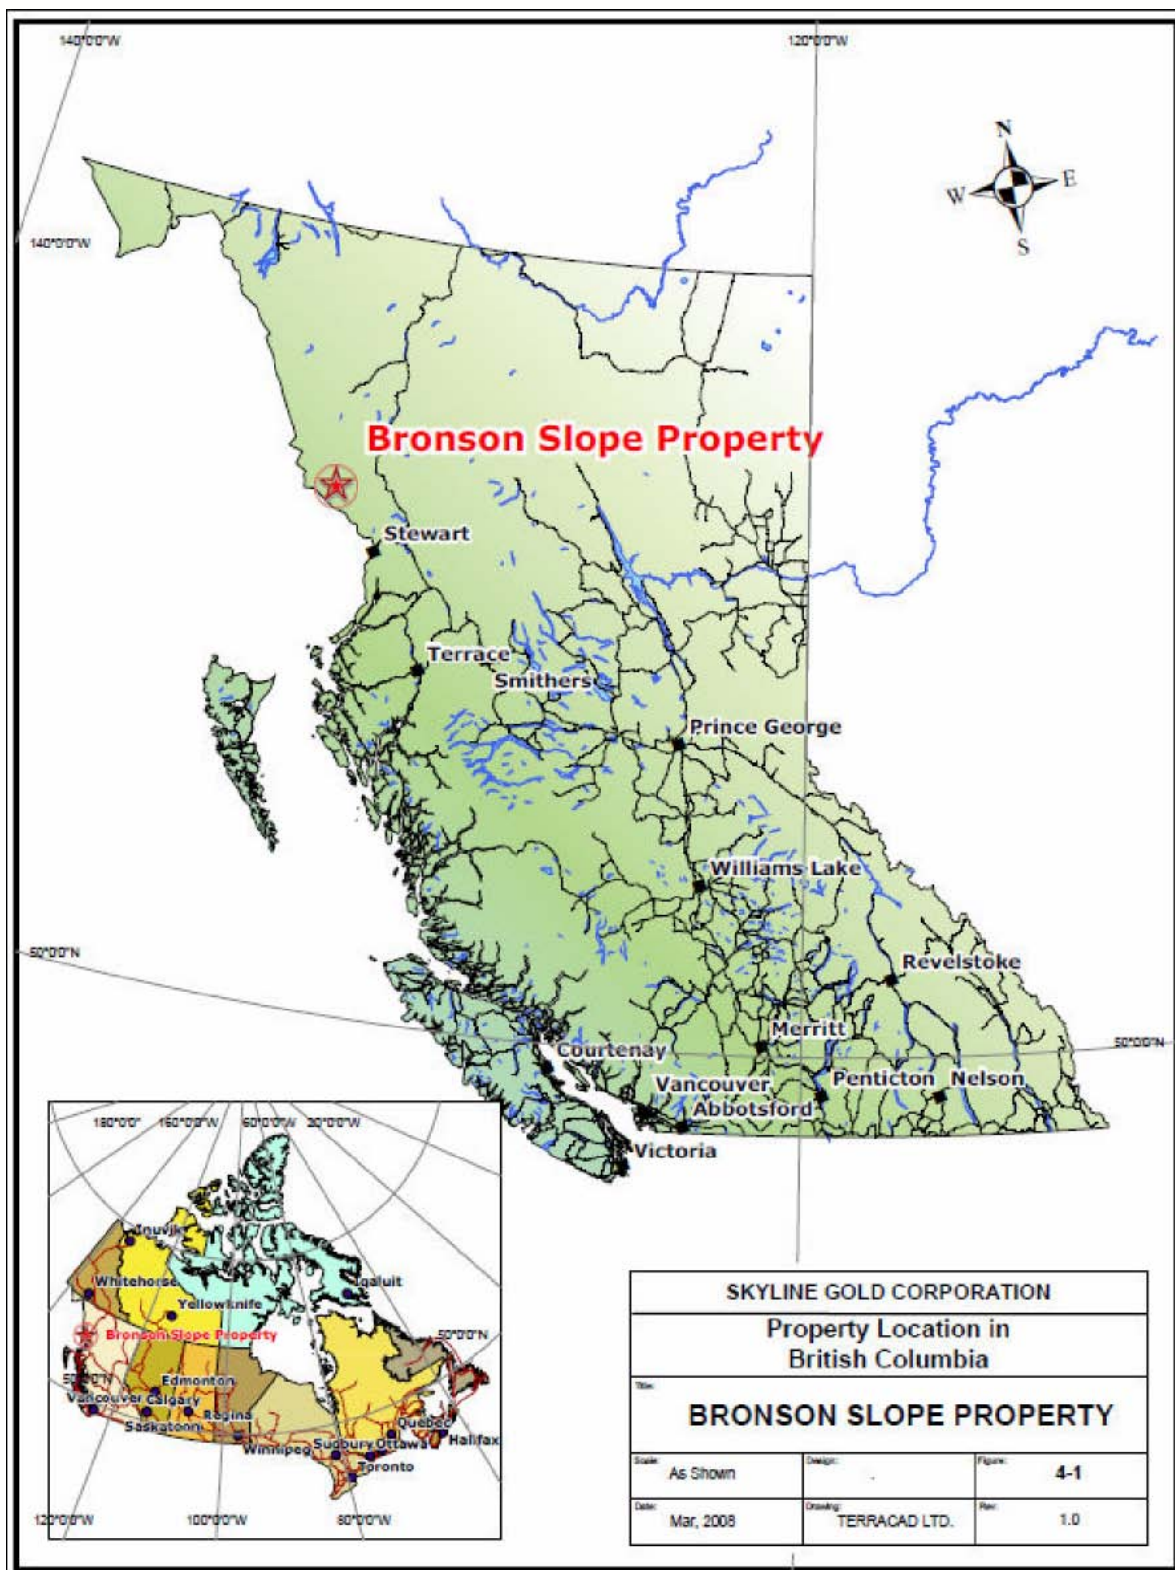 140°0'0"W
120°0'0"W
N
W
E
S
140°0'0"W
Bronson Slope Property
Stewart
Terrace
Smithers
Prince George
Williams Lake
50°0'0"N
Revelstoke
Merritt
50°0'0"N
Courtenay
Vancouver
Penticton
Nelson
Abbotsford
Victoria
180°0'0"
160°0'0"W
60°0'0"W
20°0'0"W
Inuvik
Whitehorse
Iqaluit
Yellowknife
Bronson Slope Property
50°0'0"N
50°0'0"N
Edmonton
Vancouver
Calgary
Regina
Saskatoon
Winnipeg
Sudbury
Ottawa
Quebec
Halifax
Toronto
120°0'0"W
100°0'0"W
80°0'0"W
SKYLINE GOLD CORPORATION
Property Location in
British Columbia
Title:
BRONSON SLOPE PROPERTY
Scale:
As Shown
Design:
.
Figure:
4-1
Date:
Mar, 2008
Drawing:
TERRACAD LTD.
Rev:
1.0